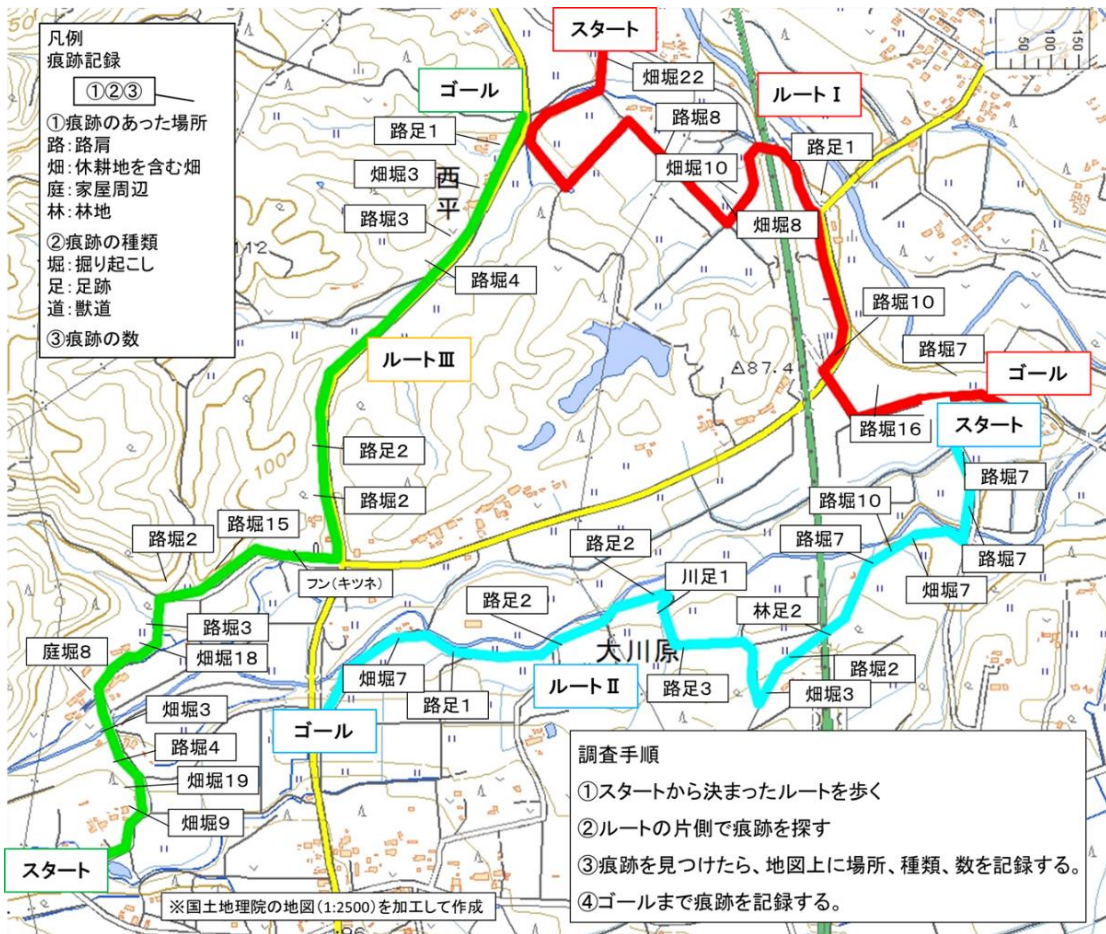 凡例
痕跡記録
①②③
①痕跡のあった場所
路:路肩
畑:休耕地を含む畑
庭:家屋周辺
林:林地
②痕跡の種類
堀:掘り起こし
足:足跡
道:獣道
③痕跡の数
スタート
畑堀22
ゴール
ルートⅠ
50
100
150
路堀8
路足1
路足1
畑堀10
畑堀3
西平
畑堀8
路堀3
112
路堀4
路堀10
路堀7
ルートⅢ
△87.4
ゴール
路堀16
スタート
路足2
100
路堀7
路堀2
路堀10
路堀15
路堀2
路足2
路堀7
路堀7
フン(キツネ)
川足1
畑堀7
路足2
林足2
路堀3
庭堀8
畑堀18
大川原
路堀2
畑堀7
ルートⅡ
路足3
畑堀3
路足1
畑堀3
ゴール
路堀4
畑堀19
畑堀9
スタート
調査手順
①スタートから決まったルートを歩く
②ルートの片側で痕跡を探す
③痕跡を見つけたら、地図上に場所、種類、数を記録する。
④ゴールまで痕跡を記録する。
※国土地理院の地図(1:2500)を加工して作成